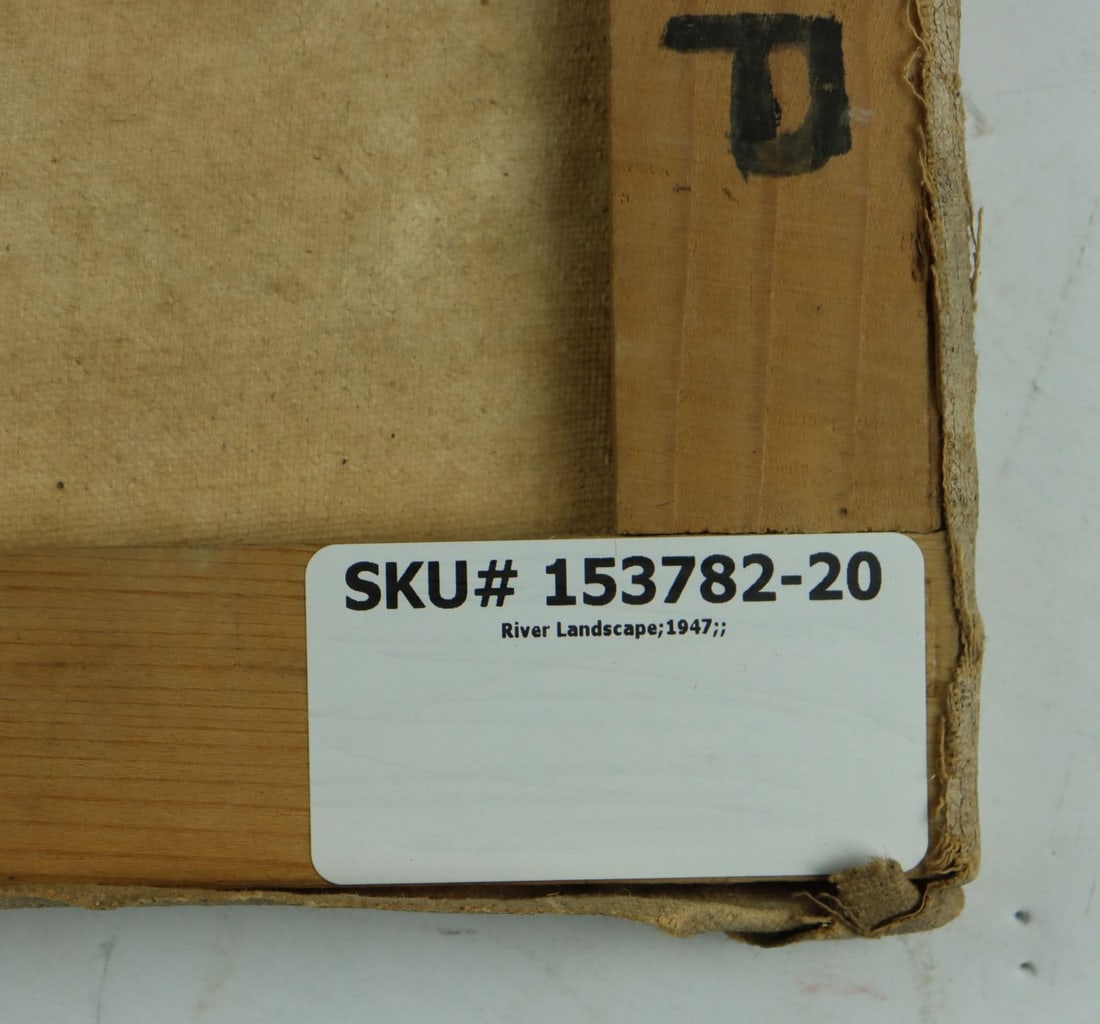 P
SKU# 153782-20
River Landscape;1947;;